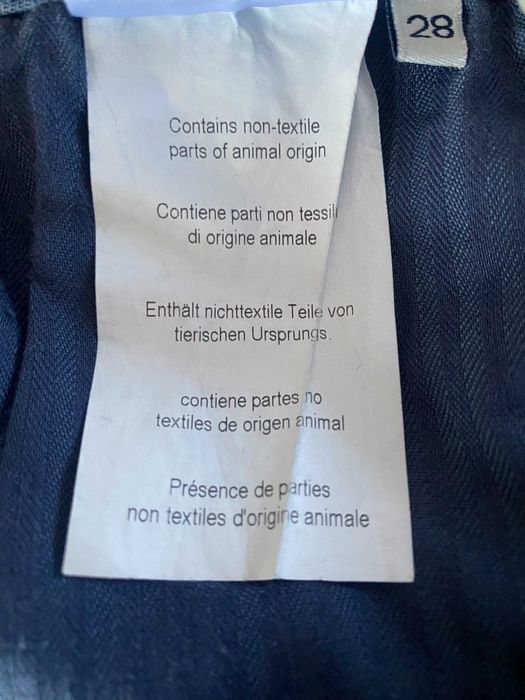 28
Contains non-textile
parts of animal origin
Contiene parti non tessili
di origine animale
Enthält nichttextile Teile von
tierischen Ursprungs.
contiene partes no
textiles de origen animal
Présence de parties
non textiles d'origine animale